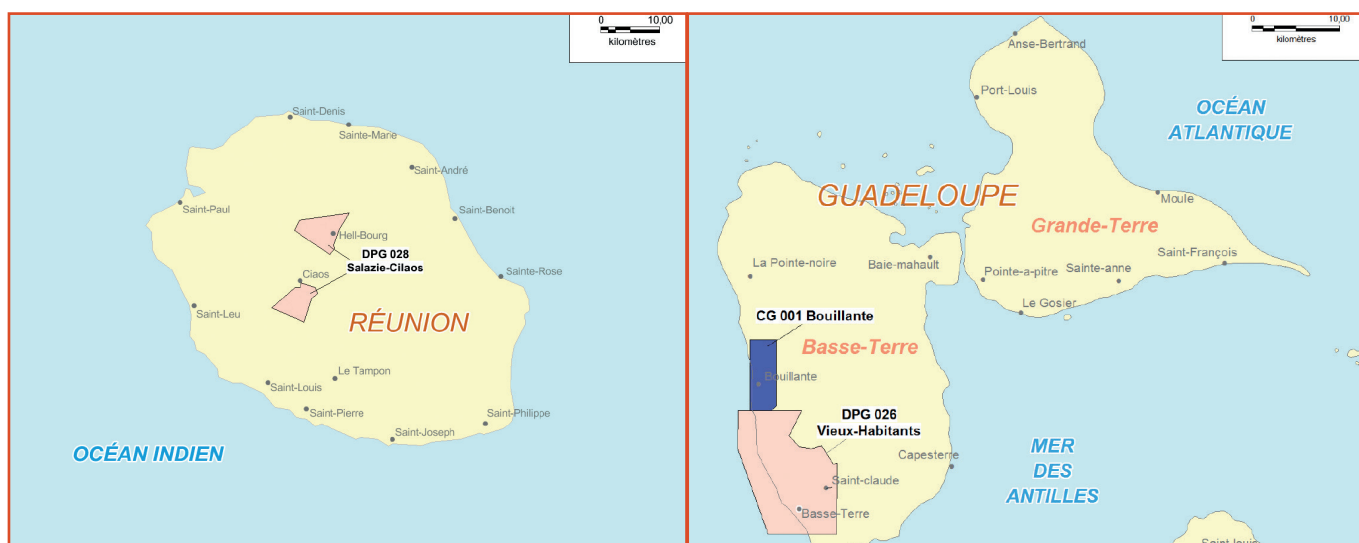 0 10,00
kilomètres
Saint-Denis
Sainte-Marie
Saint-André
Saint-Paul
Saint-Benoit
Hell-Bourg
DPG 028
Salazie-Cilaos
Ciaos
Sainte-Rose
Saint-Leu
RÉUNION
Le Tampon
Saint-Louis
Saint-Pierre
Saint-Philippe
Saint-Joseph
OCÉAN INDIEN
0 10,00
kilomètres
Anse-Bertrand
Port-Louis
OCÉAN
ATLANTIQUE
GUADELOUPE
Moule
Grande-Terre
Saint-François
La Pointe-noire
Baie-mahault
Pointe-a-pitre
Sainte-anne
Le Gosier
CG 001 Bouillante
Basse-Terre
Bouillante
DPG 026
Vieux-Habitants
Capesterre
MER
DES
ANTILLES
Saint-claude
Basse-Terre
Saint-louis